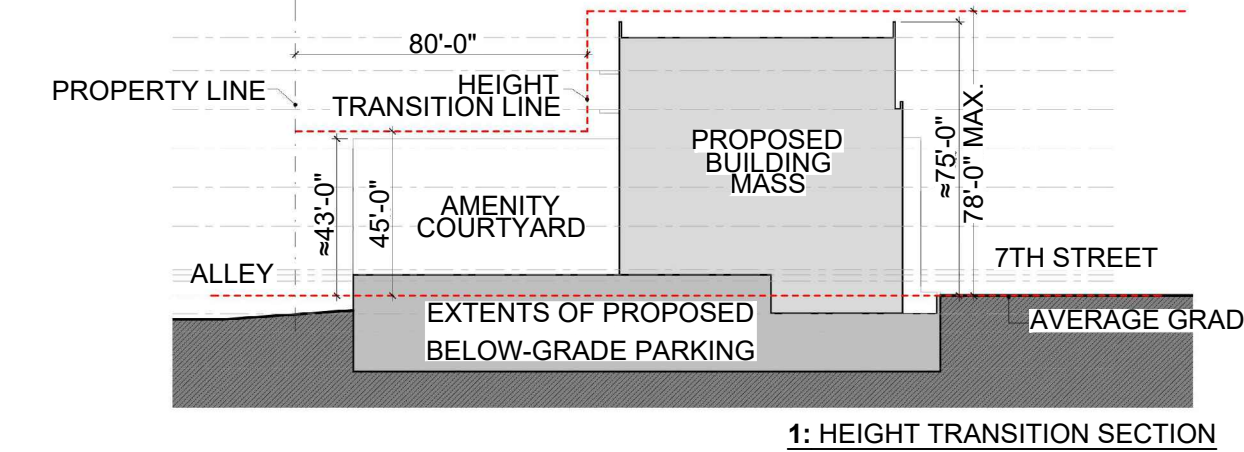 80'-0"
PROPERTY LINE
HEIGHT
TRANSITION LINE
≈43'-0"
45'-0"
AMENITY
COURTYARD
PROPOSED
BUILDING
MASS
≈75'-0"
78'-0" MAX.
ALLEY
7TH STREET
EXTENTS OF PROPOSED
BELOW-GRADE PARKING
AVERAGE GRAD
1: HEIGHT TRANSITION SECTION